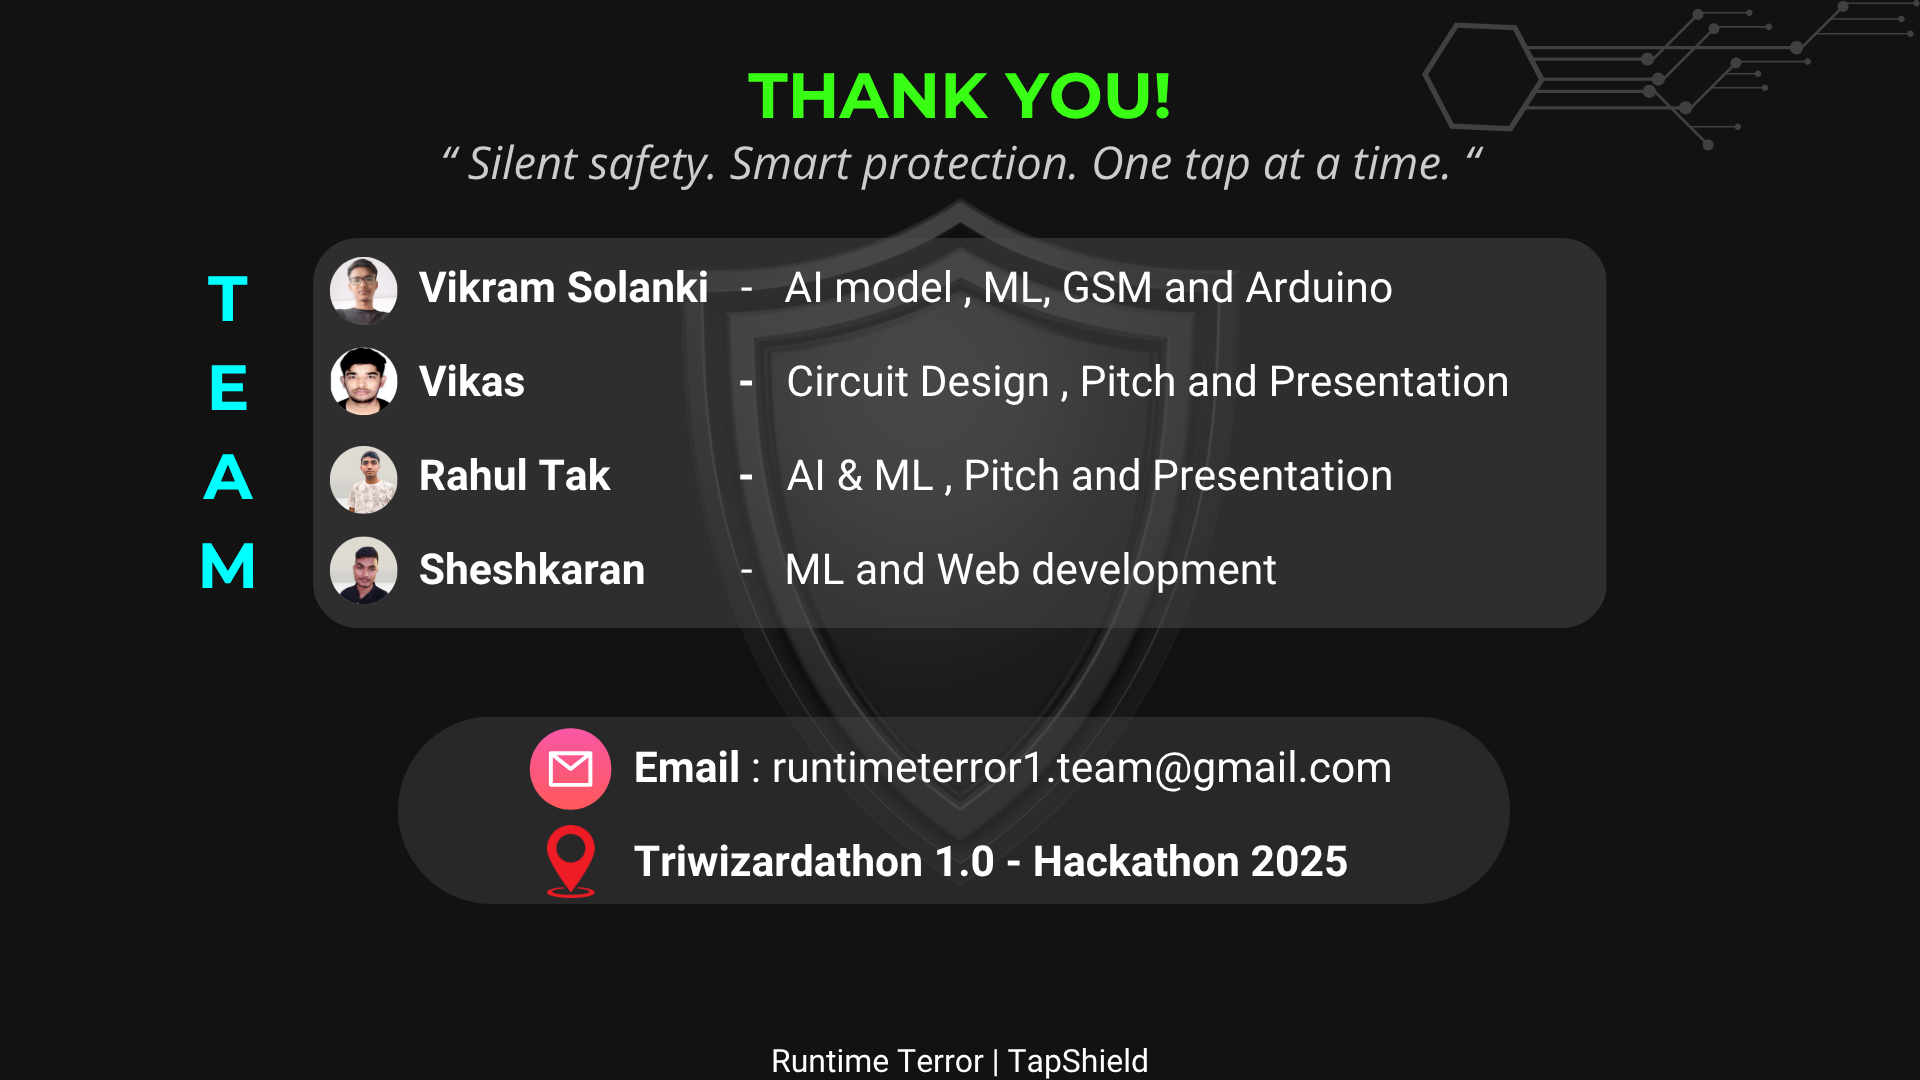 THANK YOU!
“ Silent safety. Smart protection. One tap at a time. “
T
E
A
M
Vikram Solanki - AI model , ML, GSM and Arduino
Vikas - Circuit Design , Pitch and Presentation
Rahul Tak - AI & ML , Pitch and Presentation
Sheshkaran - ML and Web development
Email : runtimeterror1.team@gmail.com
Triwizardathon 1.0 - Hackathon 2025
Runtime Terror | TapShield